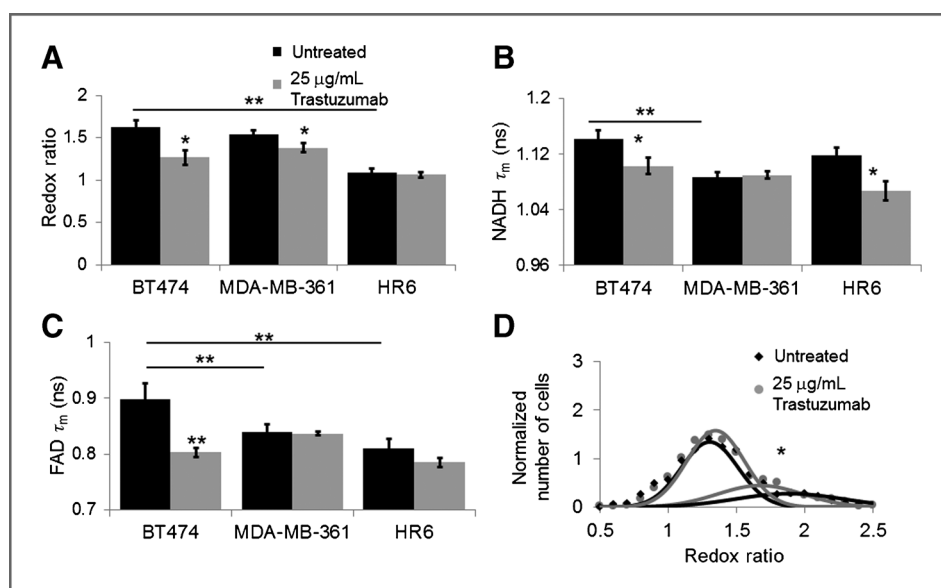 A
Untreated
25 µg/mL
Trastuzumab
2
1.5
1
0.5
0
Redox ratio
**
*
*
BT474 MDA-MB-361 HR6
B
1.2
1.12
1.04
0.96
NADH τm (ns)
**
*
*
BT474 MDA-MB-361 HR6
C
1
0.9
0.8
0.7
FAD τm (ns)
**
**
**
BT474 MDA-MB-361 HR6
D
Untreated
25 µg/mL
Trastuzumab
3
2
1
0
Normalized
number of cells
*
0.5 1 1.5 2 2.5
Redox ratio